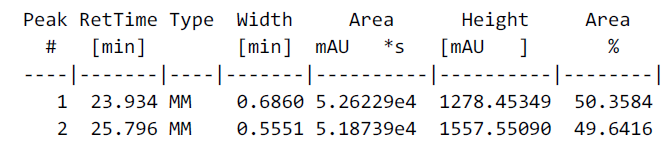 Peak RetTime Type  Width     Area      Height     Area
  #   [min]        [min]  mAU   *s   [mAU   ]      %
----|-------|----|-------|----------|----------|--------|
   1  23.934 MM    0.6860 5.26229e4  1278.45349  50.3584
   2  25.796 MM    0.5551 5.18739e4  1557.55090  49.6416